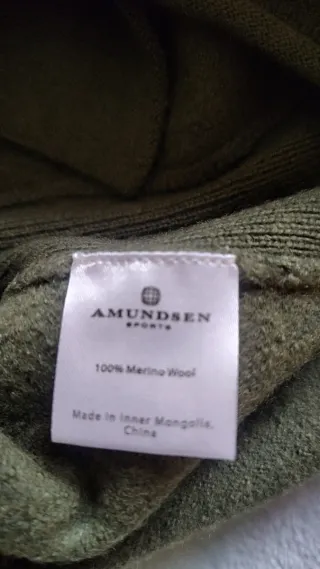 AMUNDSEN
SPORTS
100% Merino Wool
Made in Inner Mongolia,
China